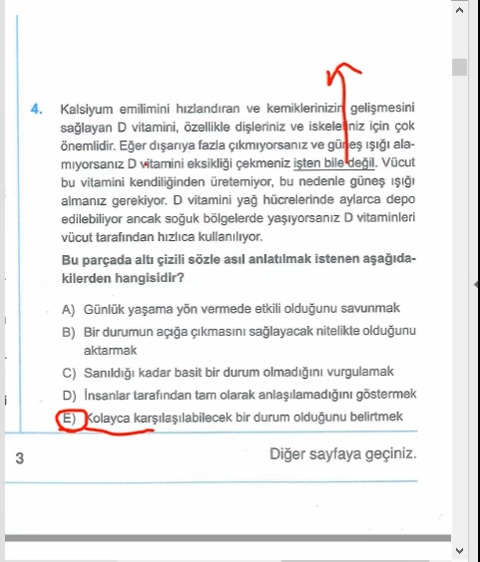 4. Kalsiyum emilimini hızlandıran ve kemiklerinizin gelişmesini
sağlayan D vitamini, özellikle dişleriniz ve iskeletiniz için çok
önemlidir. Eğer dışarıya fazla çıkmıyorsanız ve güneş ışığı ala-
mıyorsanız D vitamini eksikliği çekmeniz işten bile değil. Vücut
bu vitamini kendiliğinden üretemiyor, bu nedenle güneş ışığı
almanız gerekiyor. D vitamini yağ hücrelerinde aylarca depo
edilebiliyor ancak soğuk bölgelerde yaşıyorsanız D vitaminleri
vücut tarafından hızlıca kullanılıyor.
Bu parçada altı çizili sözle asıl anlatılmak istenen aşağıda-
kilerden hangisidir?
A) Günlük yaşama yön vermede etkili olduğunu savunmak
B) Bir durumun açığa çıkmasını sağlayacak nitelikte olduğunu
aktarmak
C) Sanıldığı kadar basit bir durum olmadığını vurgulamak
D) İnsanlar tarafından tam olarak anlaşılamadığını göstermek
E) Kolayca karşılaşılabilecek bir durum olduğunu belirtmek
3 Diğer sayfaya geçiniz.